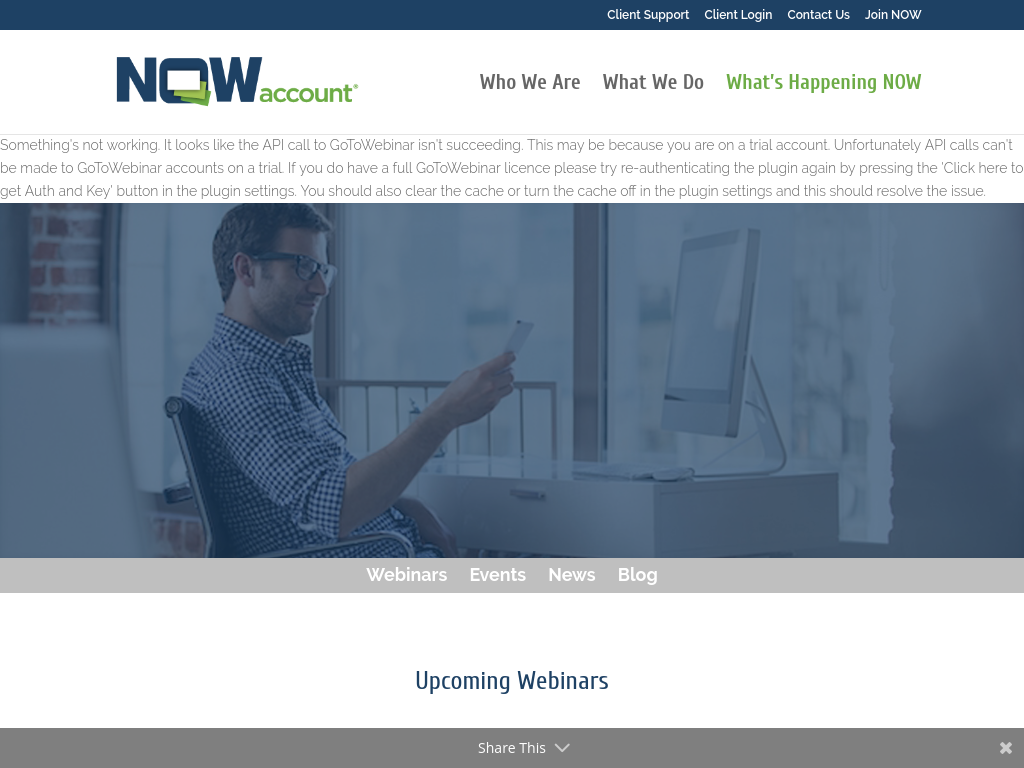 Client Support Client Login Contact Us Join NOW
NOW account®
Who We Are What We Do What's Happening NOW
Something's not working. It looks like the API call to GoToWebinar isn't succeeding. This may be because you are on a trial account. Unfortunately API calls can't
be made to GoToWebinar accounts on a trial. If you do have a full GoToWebinar licence please try re-authenticating the plugin again by pressing the 'Click here to
get Auth and Key' button in the plugin settings. You should also clear the cache or turn the cache off in the plugin settings and this should resolve the issue.
Webinars Events News Blog
Upcoming Webinars
Share This